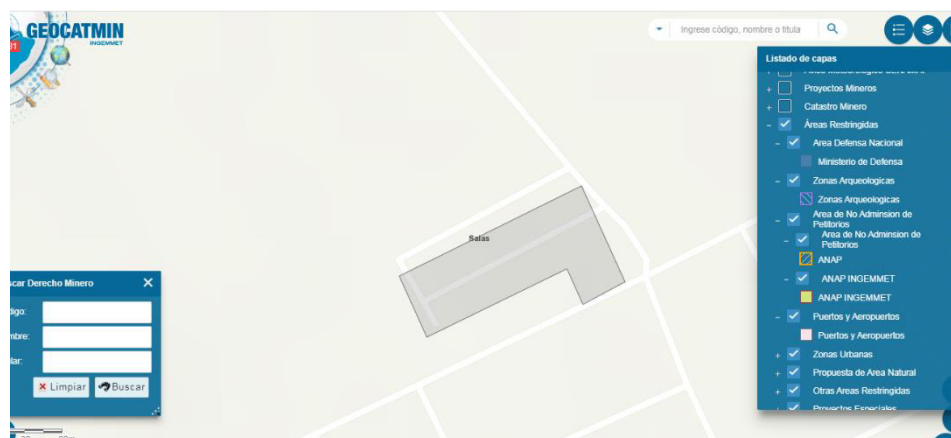 GEOCATMIN
INGEMMET
Ingrese código, nombre o titula
Listado de capas
Proyectos Mineros
Catastro Minero
Áreas Restringidas
Area Defensa Nacional
Ministerio de Defensa
Zonas Arqueologicas
Zonas Arqueologicas
Area de No Adminsion de
Petitorios
Area de No Adminsion de
Petitorios
ANAP
ANAP INGEMMET
ANAP INGEMMET
Puertos y Aeropuertos
Puertos y Aeropuertos
Zonas Urbanas
Propuesta de Area Natural
Otras Areas Restringidas
Proyectos Especiales
Salas
scar Derecho Minero
digo:
mbre:
lar:
Limpiar
Buscar